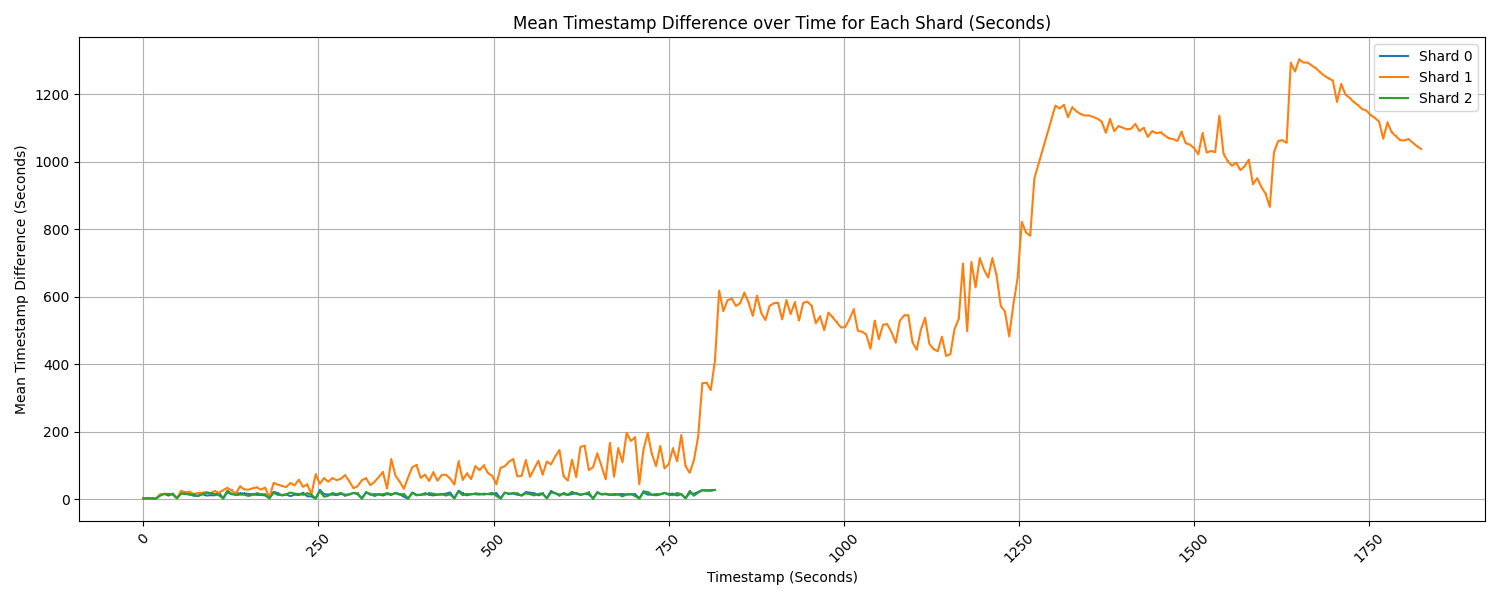 Mean Timestamp Difference over Time for Each Shard (Seconds)
Shard 0
Shard 1
Shard 2
Mean Timestamp Difference (Seconds)
1200
1000
800
600
400
200
0
0
250
500
750
1000
1250
1500
1750
Timestamp (Seconds)